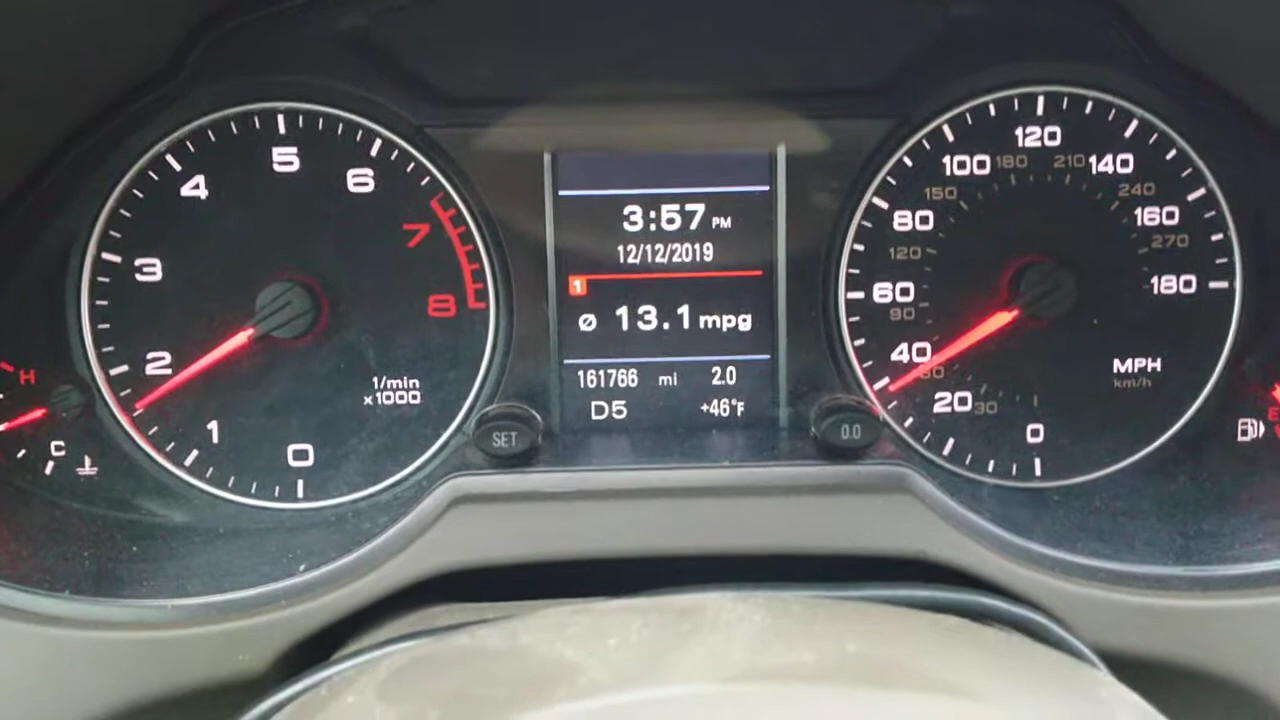 5
4
6
3
7
8
2
1
0
1/min
x1000
H
C
SET
3:57 PM
12/12/2019
1
Ø 13.1 mpg
161766 mi 2.0
D5 +46°F
0.0
120
100 180 210 140
150 240
80 160
120 270
60 180
90
40
MPH
km/h
20 30
0
E